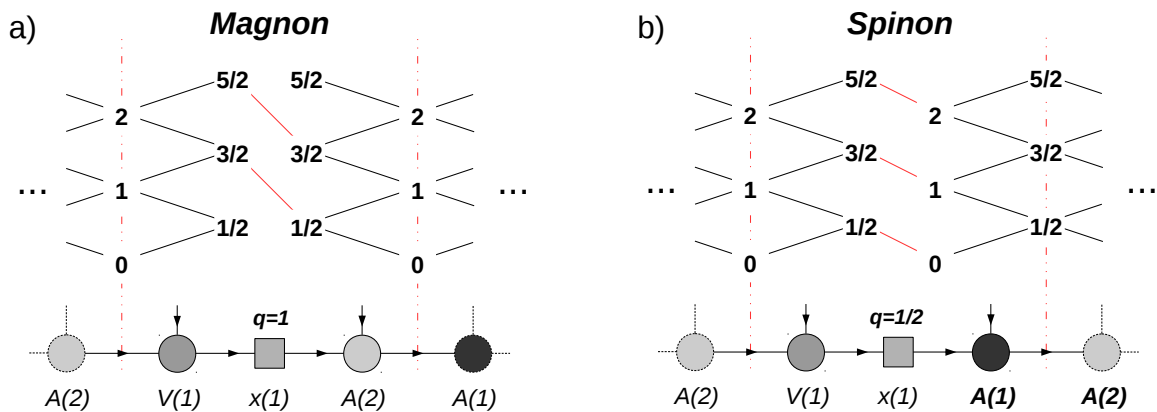 a)
Magnon
5/2 5/2
2 2
3/2 3/2
... 1 1 ...
1/2 1/2
0 0
q=1
A(2) V(1) x(1) A(2) A(1)
b)
Spinon
5/2 5/2
2 2
3/2 3/2
... 1 1 ...
1/2 1/2
0 0
q=1/2
A(2) V(1) x(1) A(1) A(2)